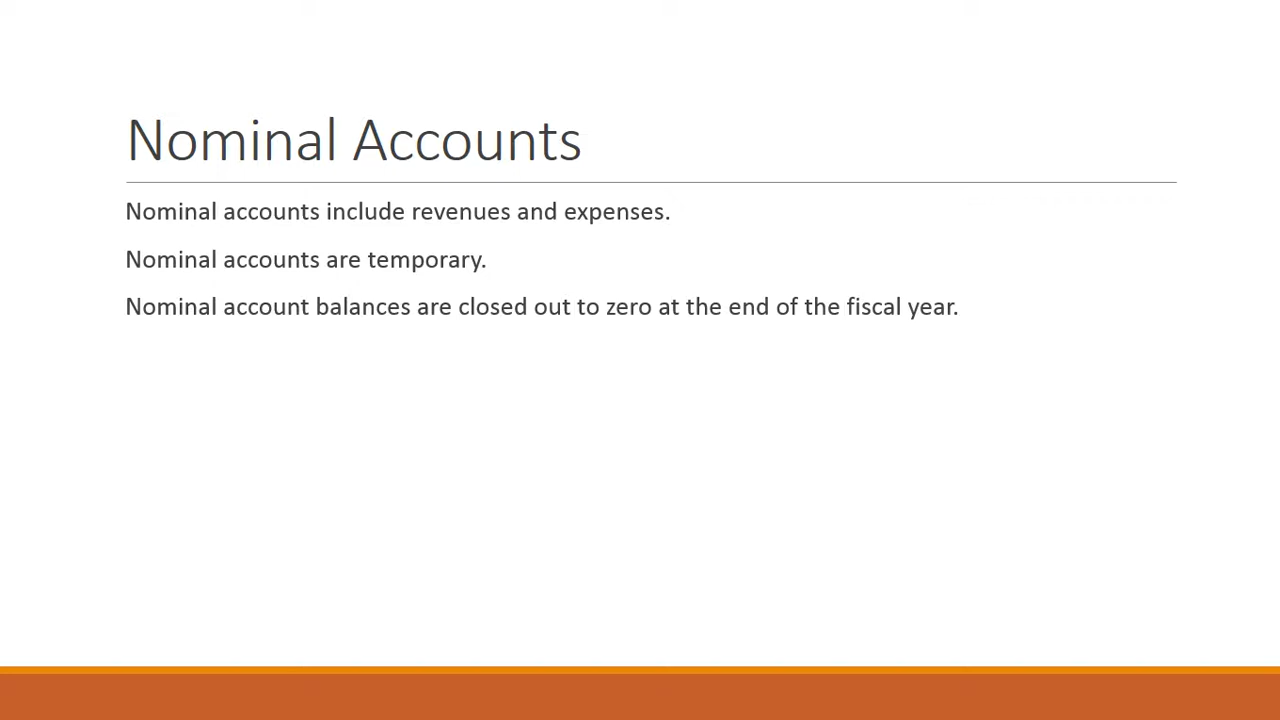 Nominal Accounts
Nominal accounts include revenues and expenses.
Nominal accounts are temporary.
Nominal account balances are closed out to zero at the end of the fiscal year.